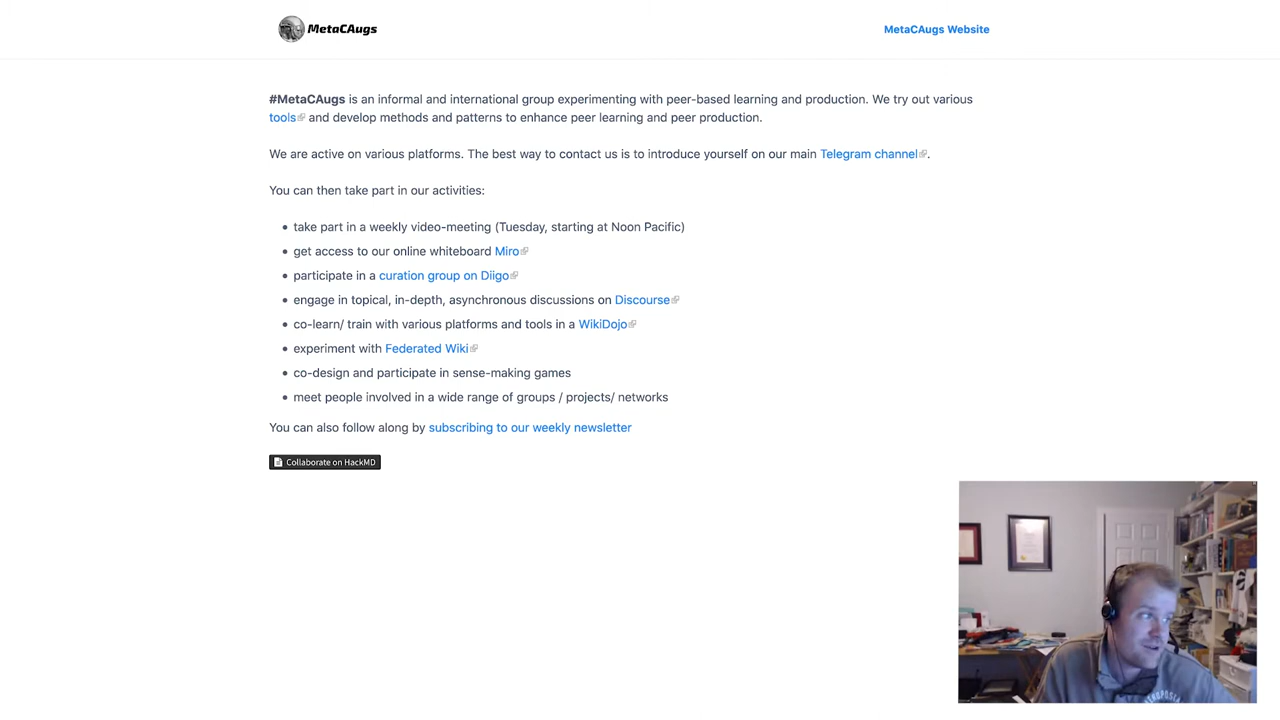 MetaCAugs
MetaCAugs Website
#MetaCAugs is an informal and international group experimenting with peer-based learning and production. We try out various
tools and develop methods and patterns to enhance peer learning and peer production.
We are active on various platforms. The best way to contact us is to introduce yourself on our main Telegram channel.
You can then take part in our activities:
• take part in a weekly video-meeting (Tuesday, starting at Noon Pacific)
• get access to our online whiteboard Miro
• participate in a curation group on Diigo
• engage in topical, in-depth, asynchronous discussions on Discourse
• co-learn/ train with various platforms and tools in a WikiDojo
• experiment with Federated Wiki
• co-design and participate in sense-making games
• meet people involved in a wide range of groups / projects/ networks
You can also follow along by subscribing to our weekly newsletter
Collaborate on HackMD